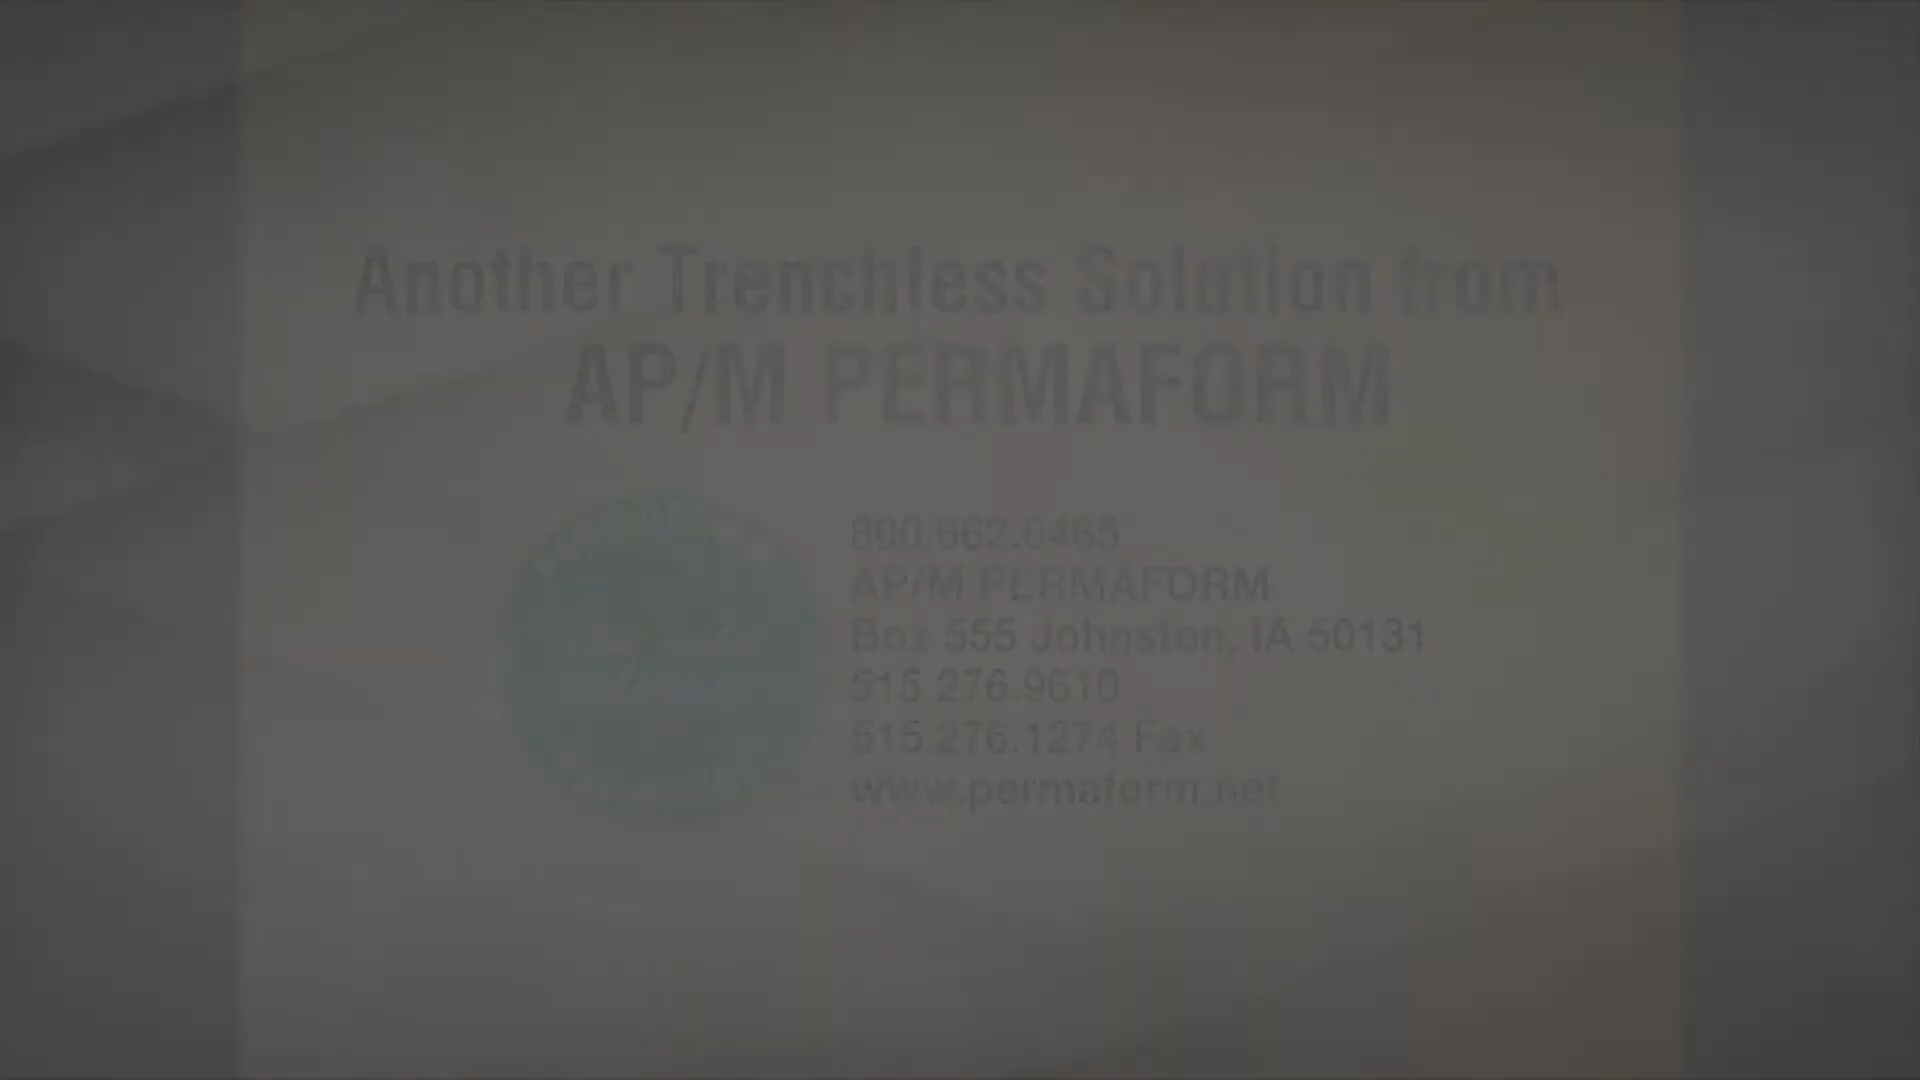 Another Trenchless Solution from
AP/M PERMAFORM
800.662.6465
AP/M PERMAFORM
Box 555 Johnston, IA 50131
515.276.9610
515.276.1274 Fax
www.permaform.net